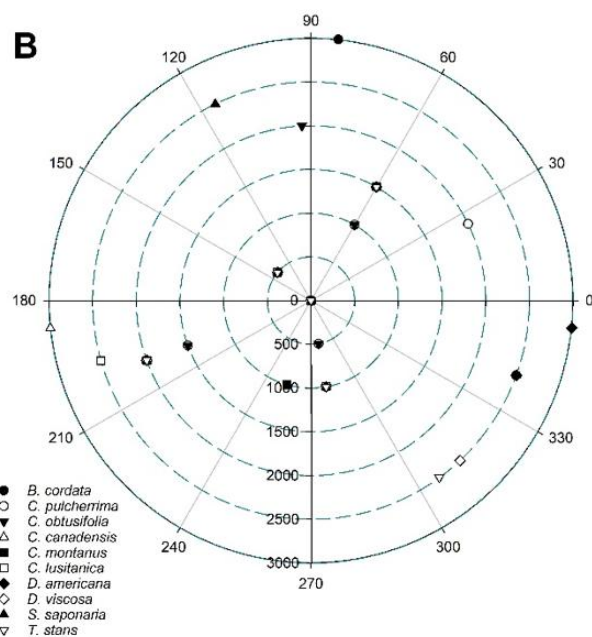 B
90
120
60
150
30
180
0
0
500
1000
1500
2000
2500
3000
210
330
240
300
270
B. cordata
C. pulcherrima
C. obtusifolia
C. canadensis
C. montanus
C. lusitanica
D. americana
D. viscosa
S. saponaria
T. stans